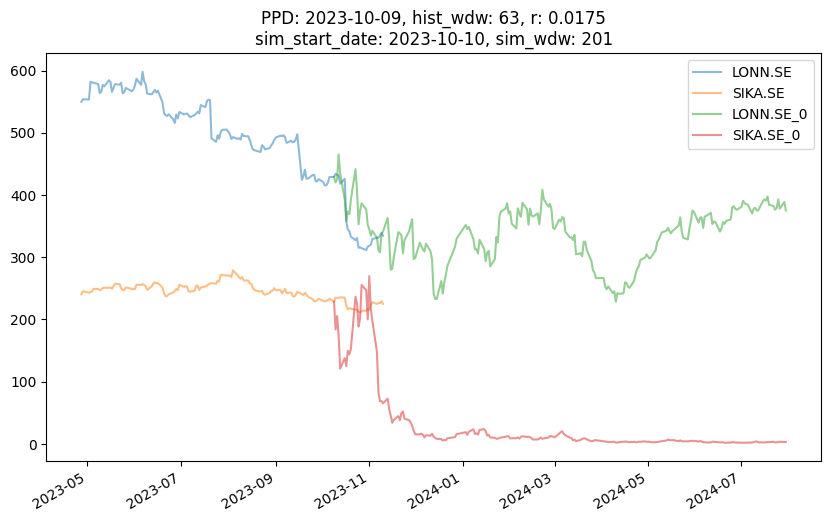 PPD: 2023-10-09, hist_wdw: 63, r: 0.0175
sim_start_date: 2023-10-10, sim_wdw: 201
LONN.SE
SIKA.SE
LONN.SE_0
SIKA.SE_0
600
500
400
300
200
100
0
2023-05
2023-07
2023-09
2023-11
2024-01
2024-03
2024-05
2024-07